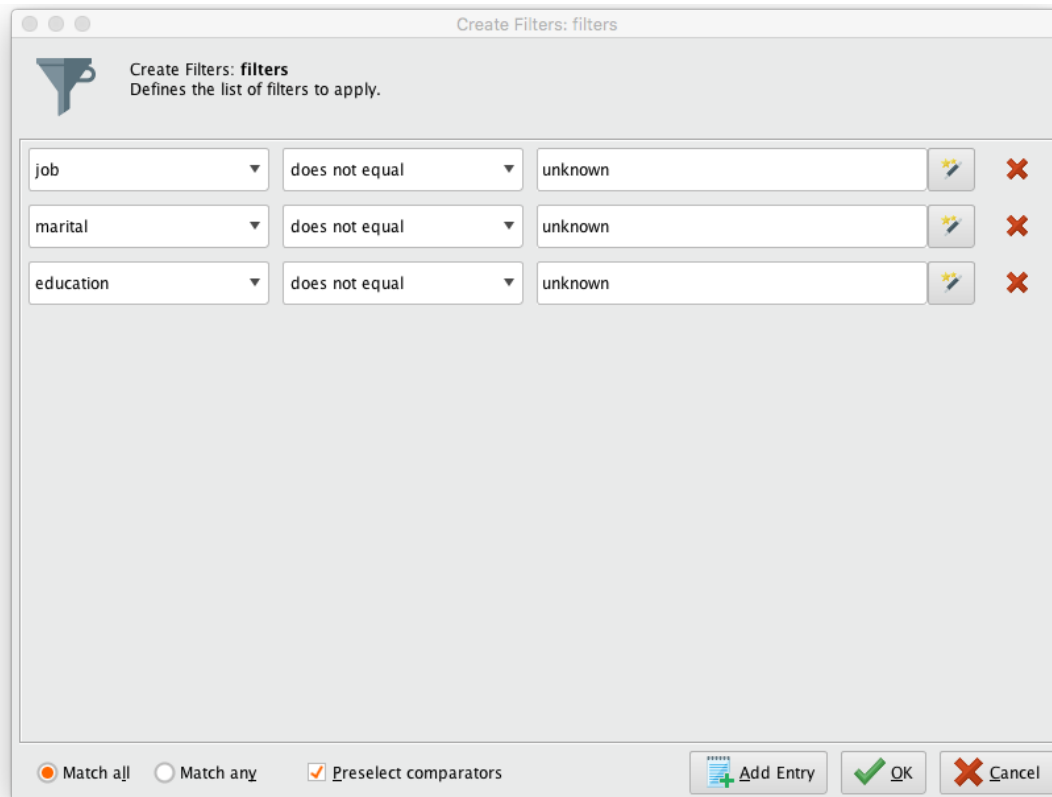 Create Filters: filters
Create Filters: filters
Defines the list of filters to apply.
job does not equal unknown
marital does not equal unknown
education does not equal unknown
Match all Match any Preselect comparators Add Entry OK Cancel